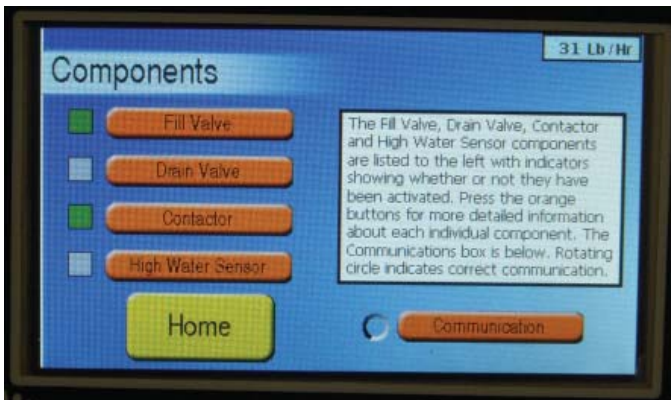 31 Lb/Hr
Components
Fill Valve
Drain Valve
Contactor
High Water Sensor
Home
The Fill Valve, Drain Valve, Contactor
and High Water Sensor components
are listed to the left with indicators
showing whether or not they have
been activated. Press the orange
buttons for more detailed information
about each individual component. The
Communications box is below. Rotating
circle indicates correct communication.
Communication